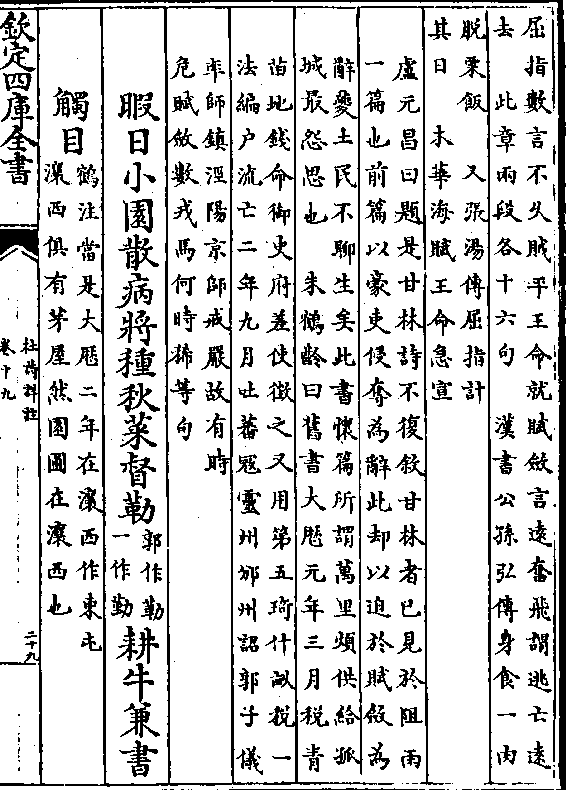 屈指數言不久賊平王命就賦斂言遠奮飛謂逃亡遠
去　此章兩段各十六句　漢書公孫弘傳身食一肉
脫粟飯　又張湯傳屈指計
其日　木華海賦王命急宣
盧元昌曰題是甘林詩不復敘甘林者已見於阻雨
一篇也前篇以豪吏侵奪為辭此却以迫於賦斂為
辭夔土民不聊生矣此書懷篇所謂萬里煩供給孤
城最怨思也　朱鶴齡曰舊書大厯元年三月稅青
苗地錢命御史府差使徵之又用第五琦什畝稅一
法編户流亡二年九月吐蕃冦靈州邠州詔郭子儀
率師鎮涇陽京師戒嚴故有時
危賦斂數戎馬何時稀等句
暇日小園散病將種秋菜督勒郭作勒一作勤耕牛兼書
觸目鶴注當是大厯二年在瀼西作東屯
瀼西俱有茅屋然園圃在瀼西也
欽定四庫全書
杜詩詳註
卷十九
二十九